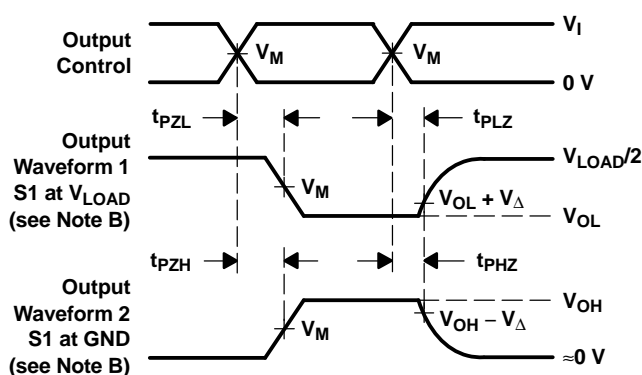 Output
Control
V_I
V_M
V_M
0 V
t_PZL
t_PLZ
Output
Waveform 1
S1 at V_LOAD
(see Note B)
V_LOAD/2
V_M
V_OL + V_Δ
V_OL
t_PZH
t_PHZ
Output
Waveform 2
S1 at GND
(see Note B)
V_OH
V_M
V_OH − V_Δ
≈0 V